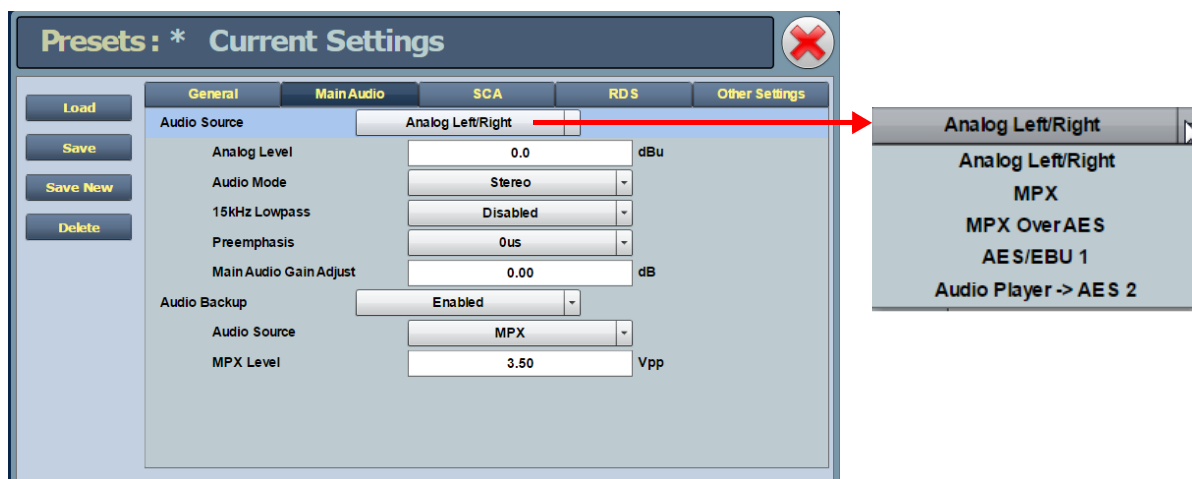 Presets: * Current Settings
General Main Audio SCA RDS Other Settings
Load
Save
Save New
Delete
Audio Source Analog Left/Right
Analog Level 0.0 dBu
Audio Mode Stereo
15kHz Lowpass Disabled
Preemphasis 0us
Main Audio Gain Adjust 0.00 dB
Audio Backup Enabled
Audio Source MPX
MPX Level 3.50 Vpp
Analog Left/Right
Analog Left/Right
MPX
MPX Over AES
AES/EBU 1
Audio Player -> AES 2